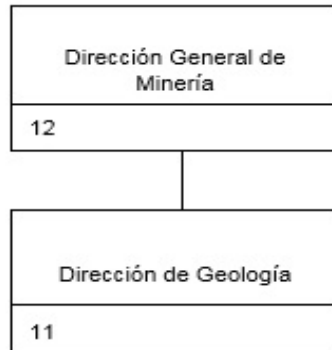 Dirección General de
Minería
12
Dirección de Geología
11